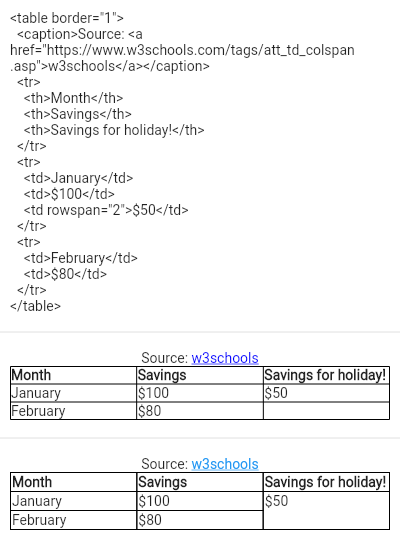 <table border="1">
<caption>Source: <a
href="https://www.w3schools.com/tags/att_td_colspan
.asp">w3schools</a></caption>
<tr>
<th>Month</th>
<th>Savings</th>
<th>Savings for holiday!</th>
</tr>
<tr>
<td>January</td>
<td>$100</td>
<td rowspan="2">$50</td>
</tr>
<tr>
<td>February</td>
<td>$80</td>
</tr>
</table>
Source: w3schools
Month Savings Savings for holiday!
January $100 $50
February $80
Source: w3schools
Month Savings Savings for holiday!
January $100 $50
February $80